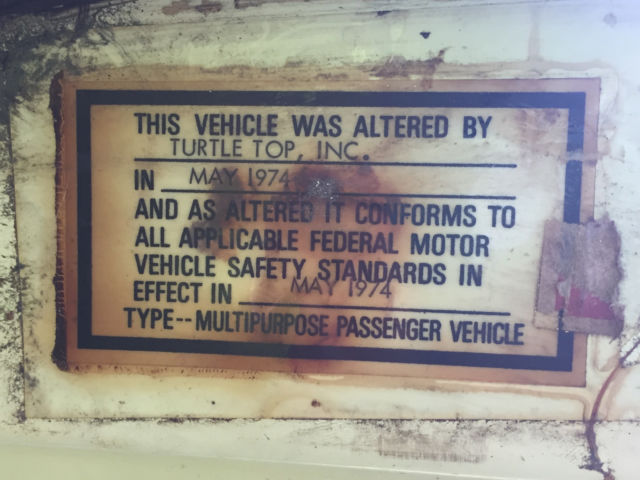 THIS VEHICLE WAS ALTERED BY
TURTLE TOP, INC.
IN MAY 1974
AND AS ALTERED IT CONFORMS TO
ALL APPLICABLE FEDERAL MOTOR
VEHICLE SAFETY STANDARDS IN
EFFECT IN MAY 1974
TYPE--MULTIPURPOSE PASSENGER VEHICLE